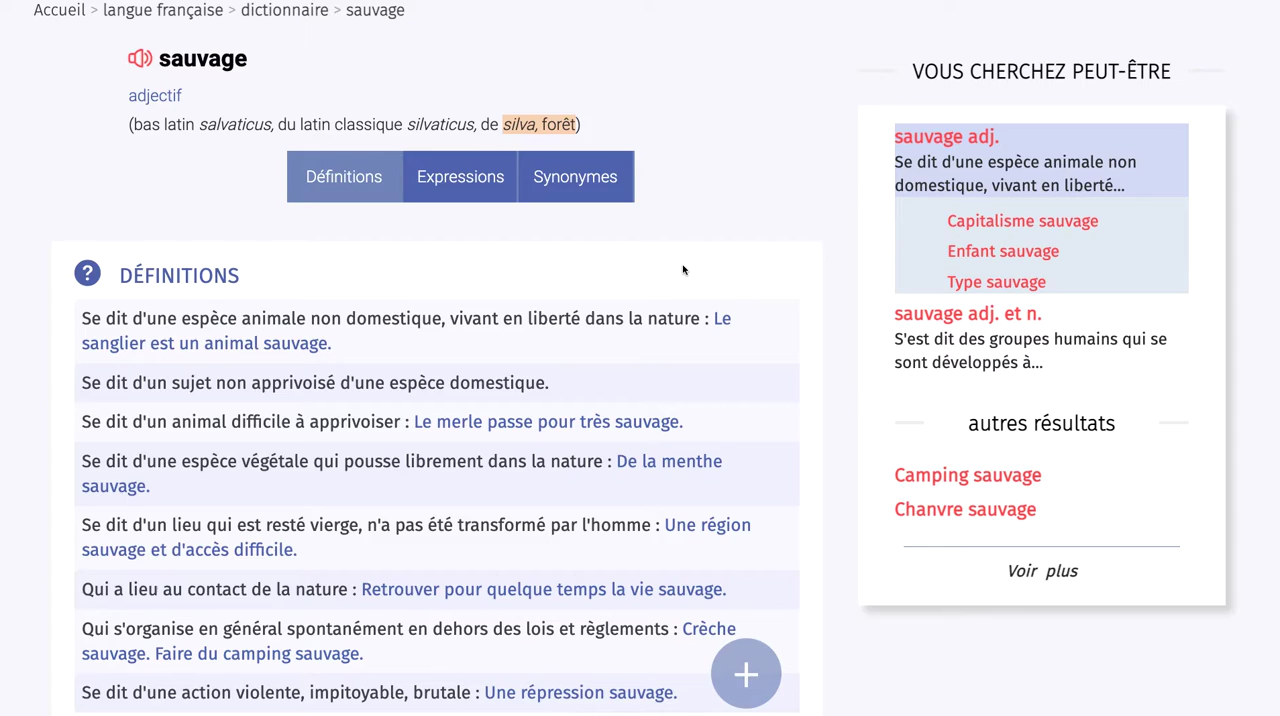 Accueil > langue française > dictionnaire > sauvage
sauvage
adjectif
(bas latin salvaticus, du latin classique silvaticus, de silva, forêt)
Définitions
Expressions
Synonymes
? DÉFINITIONS
Se dit d'une espèce animale non domestique, vivant en liberté dans la nature : Le
sanglier est un animal sauvage.
Se dit d'un sujet non apprivoisé d'une espèce domestique.
Se dit d'un animal difficile à apprivoiser : Le merle passe pour très sauvage.
Se dit d'une espèce végétale qui pousse librement dans la nature : De la menthe
sauvage.
Se dit d'un lieu qui est resté vierge, n'a pas été transformé par l'homme : Une région
sauvage et d'accès difficile.
Qui a lieu au contact de la nature : Retrouver pour quelque temps la vie sauvage.
Qui s'organise en général spontanément en dehors des lois et règlements : Crèche
sauvage. Faire du camping sauvage.
Se dit d'une action violente, impitoyable, brutale : Une répression sauvage.
+
VOUS CHERCHEZ PEUT-ÊTRE
sauvage adj.
Se dit d'une espèce animale non
domestique, vivant en liberté...
Capitalisme sauvage
Enfant sauvage
Type sauvage
sauvage adj. et n.
S'est dit des groupes humains qui se
sont développés à...
autres résultats
Camping sauvage
Chanvre sauvage
Voir plus